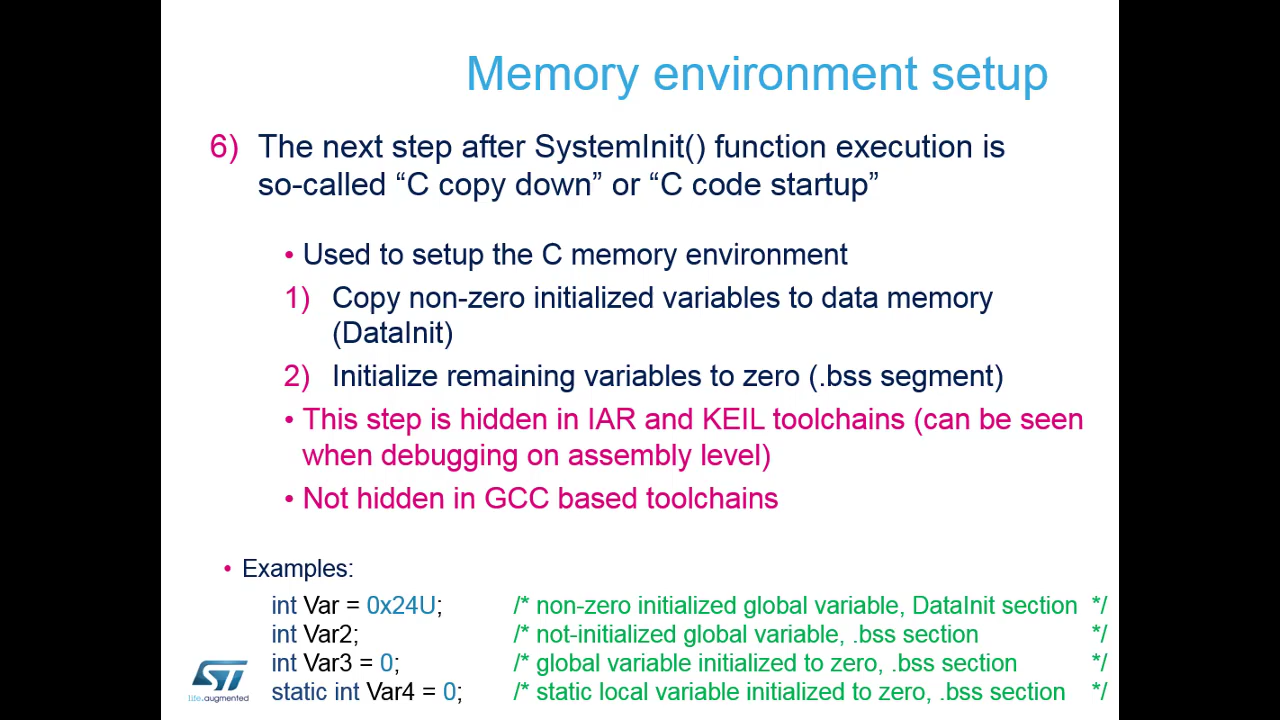 Memory environment setup
6) The next step after SystemInit() function execution is
so-called “C copy down” or “C code startup”
• Used to setup the C memory environment
1) Copy non-zero initialized variables to data memory
(DataInit)
2) Initialize remaining variables to zero (.bss segment)
• This step is hidden in IAR and KEIL toolchains (can be seen
when debugging on assembly level)
• Not hidden in GCC based toolchains
• Examples:
int Var = 0x24U; /* non-zero initialized global variable, DataInit section */
int Var2; /* not-initialized global variable, .bss section */
int Var3 = 0; /* global variable initialized to zero, .bss section */
static int Var4 = 0; /* static local variable initialized to zero, .bss section */
ST
life.augmented